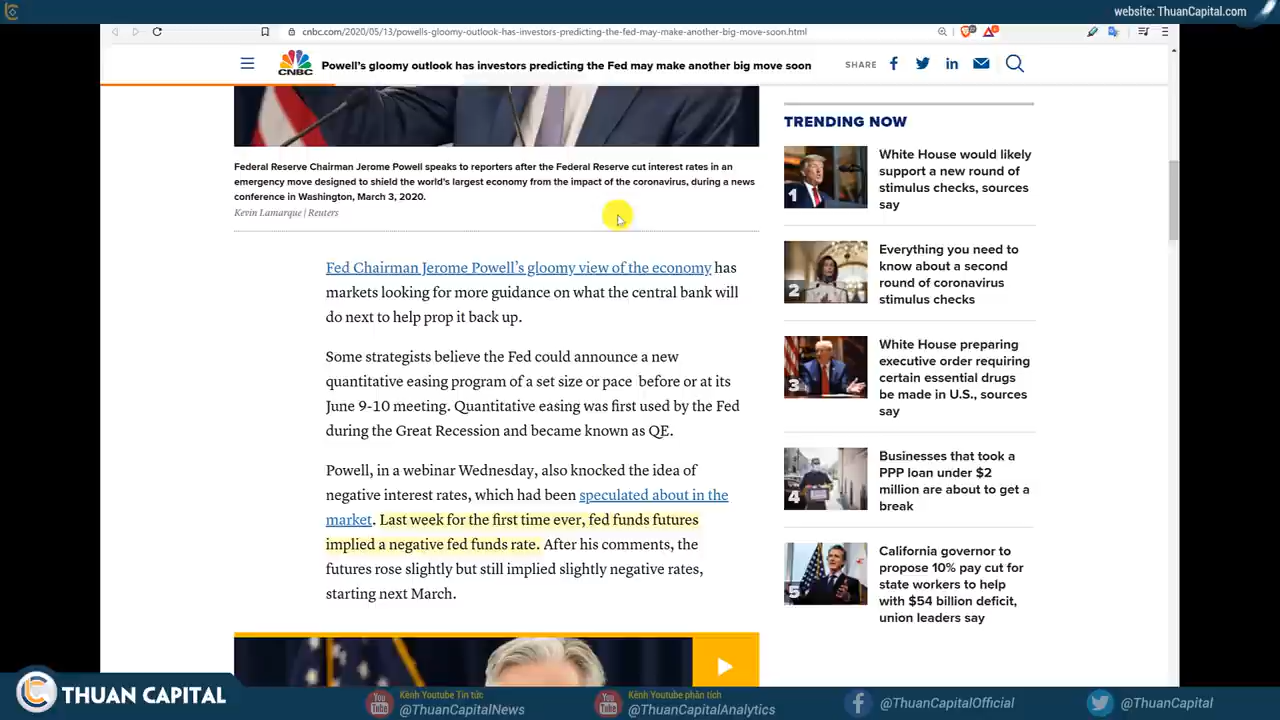 website: ThuanCapital.com
cnbc.com/2020/05/13/powells-gloomy-outlook-has-investors-predicting-the-fed-may-make-another-big-move-soon.html
CNBC
Powell's gloomy outlook has investors predicting the Fed may make another big move soon
SHARE
Federal Reserve Chairman Jerome Powell speaks to reporters after the Federal Reserve cut interest rates in an
emergency move designed to shield the world's largest economy from the impact of the coronavirus, during a news
conference in Washington, March 3, 2020.
Kevin Lamarque | Reuters
Fed Chairman Jerome Powell's gloomy view of the economy has
markets looking for more guidance on what the central bank will
do next to help prop it back up.
Some strategists believe the Fed could announce a new
quantitative easing program of a set size or pace before or at its
June 9-10 meeting. Quantitative easing was first used by the Fed
during the Great Recession and became known as QE.
Powell, in a webinar Wednesday, also knocked the idea of
negative interest rates, which had been speculated about in the
market. Last week for the first time ever, fed funds futures
implied a negative fed funds rate. After his comments, the
futures rose slightly but still implied slightly negative rates,
starting next March.
TRENDING NOW
1
White House would likely
support a new round of
stimulus checks, sources
say
2
Everything you need to
know about a second
round of coronavirus
stimulus checks
3
White House preparing
executive order requiring
certain essential drugs
be made in U.S., sources
say
4
Businesses that took a
PPP loan under $2
million are about to get a
break
5
California governor to
propose 10% pay cut for
state workers to help
with $54 billion deficit,
union leaders say
THUAN CAPITAL
You Tube
Kênh Youtube Tin tức
@ThuanCapitalNews
You Tube
Kênh Youtube phân tích
@ThuanCapitalAnalytics
@ThuanCapitalOfficial
@ThuanCapital